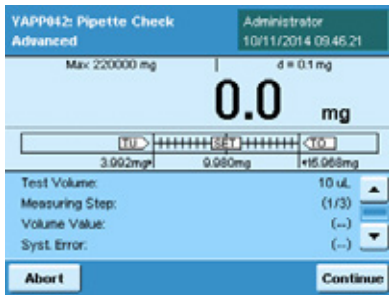 YAPP042: Pipette Check
Advanced
Administrator
10/11/2014 09.46.21
Max: 220000 mg
d = 0.1 mg
0.0 mg
TU SET TO
3.992mg 9.980mg +15.968mg
Test Volume: 10 uL
Measuring Step: (1/3)
Volume Value: (--)
Syst. Error: (--)
Abort
Continue